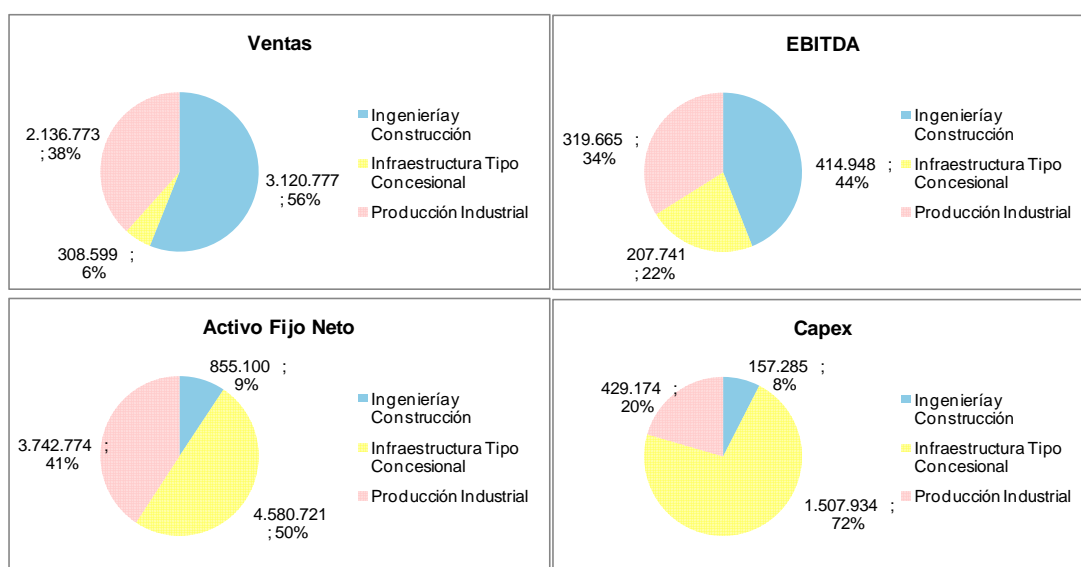 Ventas
2.136.773
; 38%
3.120.777
; 56%
308.599 ;
6%
Ingenieríay
Construcción
Infraestructura Tipo
Concesional
Producción Industrial
EBITDA
319.665 ;
34%
414.948 ;
44%
207.741
; 22%
Ingenieríay
Construcción
Infraestructura Tipo
Concesional
Producción Industrial
Activo Fijo Neto
855.100 ;
9%
3.742.774 ;
41%
4.580.721
; 50%
Ingenieríay
Construcción
Infraestructura Tipo
Concesional
Producción Industrial
Capex
157.285 ;
8%
429.174 ;
20%
1.507.934 ;
72%
Ingenieríay
Construcción
Infraestructura Tipo
Concesional
Producción Industrial